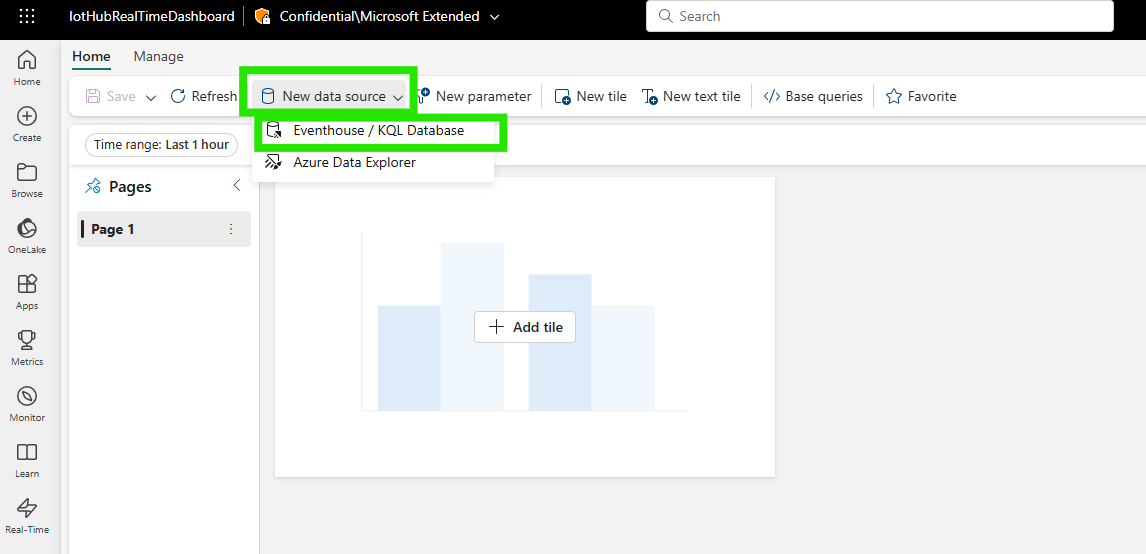 IotHubRealTimeDashboard Confidential\Microsoft Extended Search
Home Manage
Save Refresh New data source New parameter New tile New text tile Base queries Favorite
Eventhouse / KQL Database
Azure Data Explorer
Time range: Last 1 hour
Pages
Page 1
Add tile
Home
Create
Browse
OneLake
Apps
Metrics
Monitor
Learn
Real-Time